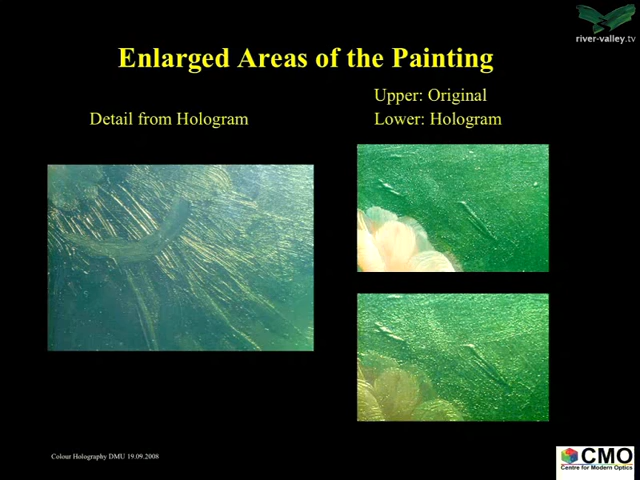 river-valley.tv
Enlarged Areas of the Painting
Upper: Original
Detail from Hologram
Lower: Hologram
Colour Holography DMU 19.09.2008
CMO
Centre for Modern Optics